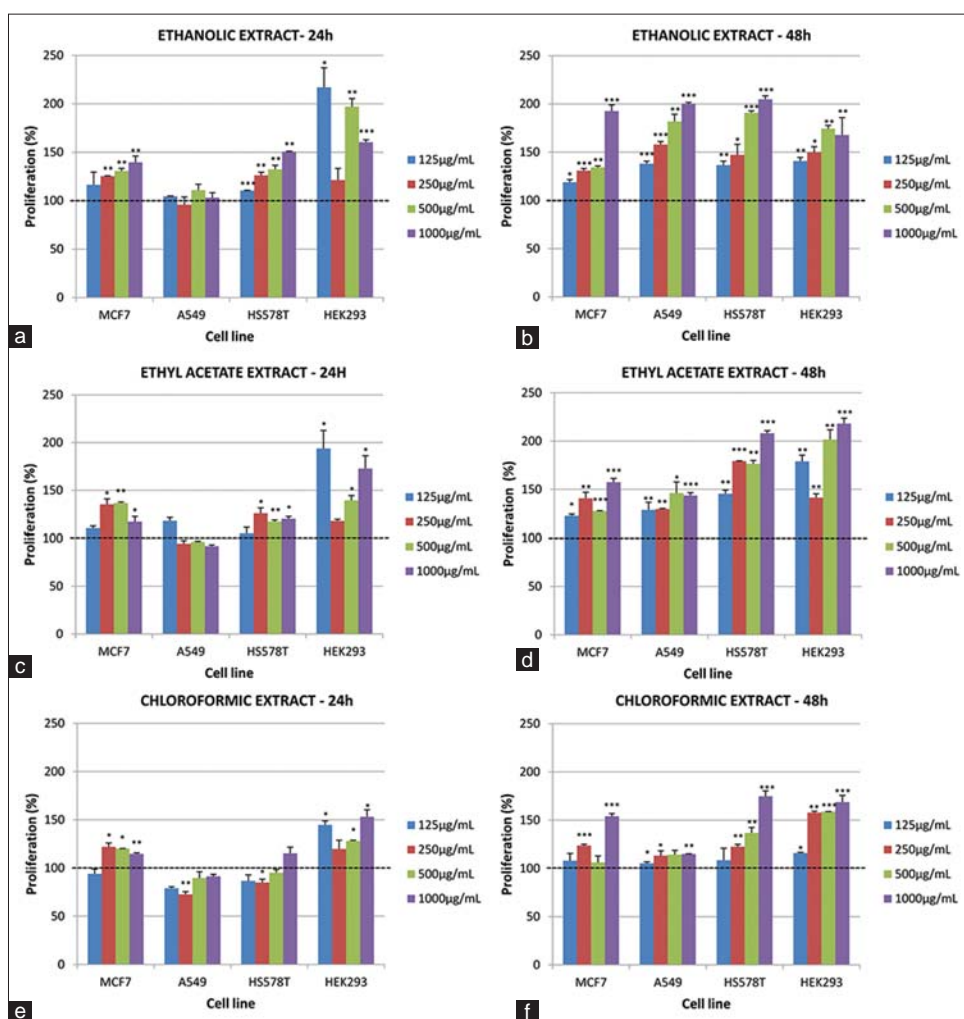 ETHANOLIC EXTRACT- 24h
250
200
150
100
50
0
Proliferation (%)
* ** ***
** ** ** **
*** ** ** **
125µg/mL
250µg/mL
500µg/mL
1000µg/mL
MCF7 A549 HS578T HEK293
Cell line
a
ETHANOLIC EXTRACT - 48h
250
200
150
100
50
0
Proliferation (%)
* *** ** ***
*** *** ** ***
** * ** ***
** * ** **
125µg/mL
250µg/mL
500µg/mL
1000µg/mL
MCF7 A549 HS578T HEK293
Cell line
b
ETHYL ACETATE EXTRACT - 24H
250
200
150
100
50
0
Proliferation (%)
* ** *
* ** *
* * *
125µg/mL
250µg/mL
500µg/mL
1000µg/mL
MCF7 A549 HS578T HEK293
Cell line
c
ETHYL ACETATE EXTRACT - 48h
250
200
150
100
50
0
Proliferation (%)
* ** *** ***
** ** * ***
** *** ** ***
** ** ** ***
125µg/mL
250µg/mL
500µg/mL
1000µg/mL
MCF7 A549 HS578T HEK293
Cell line
d
CHLOROFORMIC EXTRACT - 24h
250
200
150
100
50
0
Proliferation (%)
* * **
**
*
* * *
125µg/mL
250µg/mL
500µg/mL
1000µg/mL
MCF7 A549 HS578T HEK293
Cell line
e
CHLOROFORMIC EXTRACT - 48h
250
200
150
100
50
0
Proliferation (%)
*** ***
* * **
** ** ***
* ** *** ***
125µg/mL
250µg/mL
500µg/mL
1000µg/mL
MCF7 A549 HS578T HEK293
Cell line
f